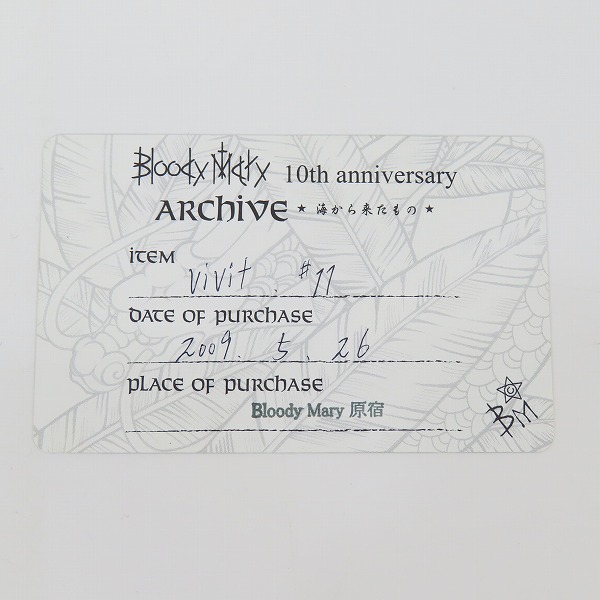 Bloody Mary 10th anniversary
ARCHIVE ★ 海から来たもの ★
ITEM
vivit. #11
DATE OF PURCHASE
2009. 5. 26
PLACE OF PURCHASE
Bloody Mary 原宿
BM